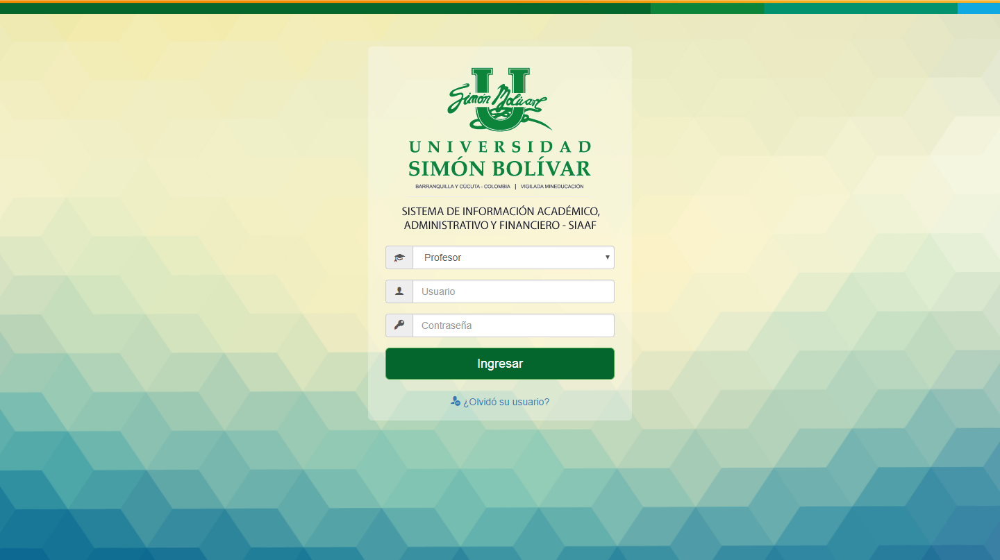 U
Simón Bolívar
UNIVERSIDAD
SIMÓN BOLÍVAR
BARRANQUILLA Y CÚCUTA - COLOMBIA | VIGILADA MINEDUCACIÓN
SISTEMA DE INFORMACIÓN ACADÉMICO,
ADMINISTRATIVO Y FINANCIERO - SIAAF
Profesor
Usuario
Contraseña
Ingresar
¿Olvidó su usuario?